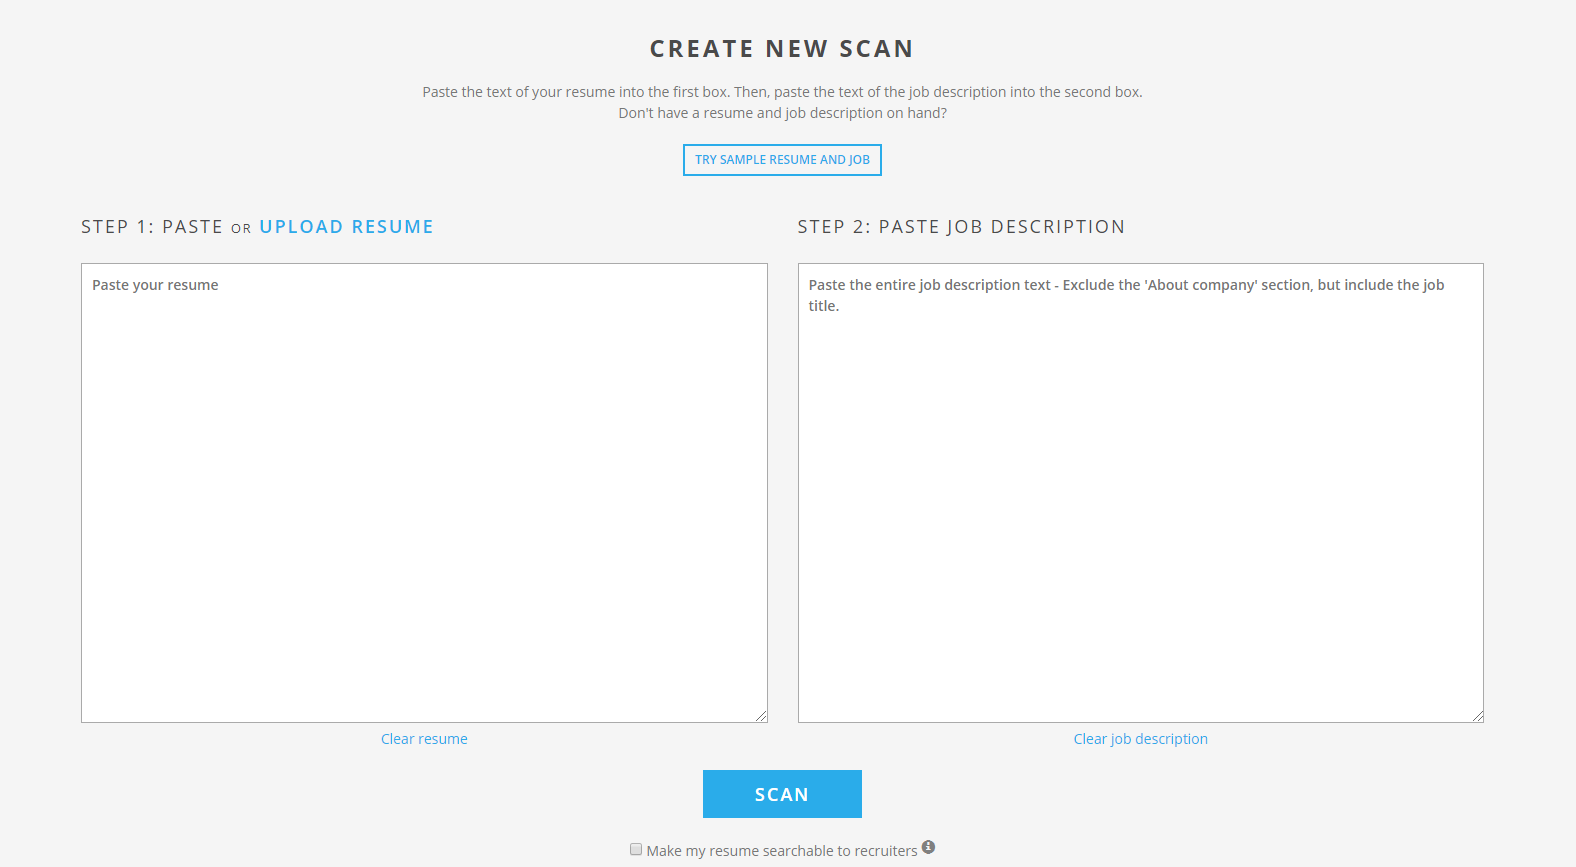 CREATE NEW SCAN
Paste the text of your resume into the first box. Then, paste the text of the job description into the second box.
Don't have a resume and job description on hand?
TRY SAMPLE RESUME AND JOB
STEP 1: PASTE OR UPLOAD RESUME
Paste your resume
Clear resume
STEP 2: PASTE JOB DESCRIPTION
Paste the entire job description text - Exclude the 'About company' section, but include the job
title.
Clear job description
SCAN
Make my resume searchable to recruiters